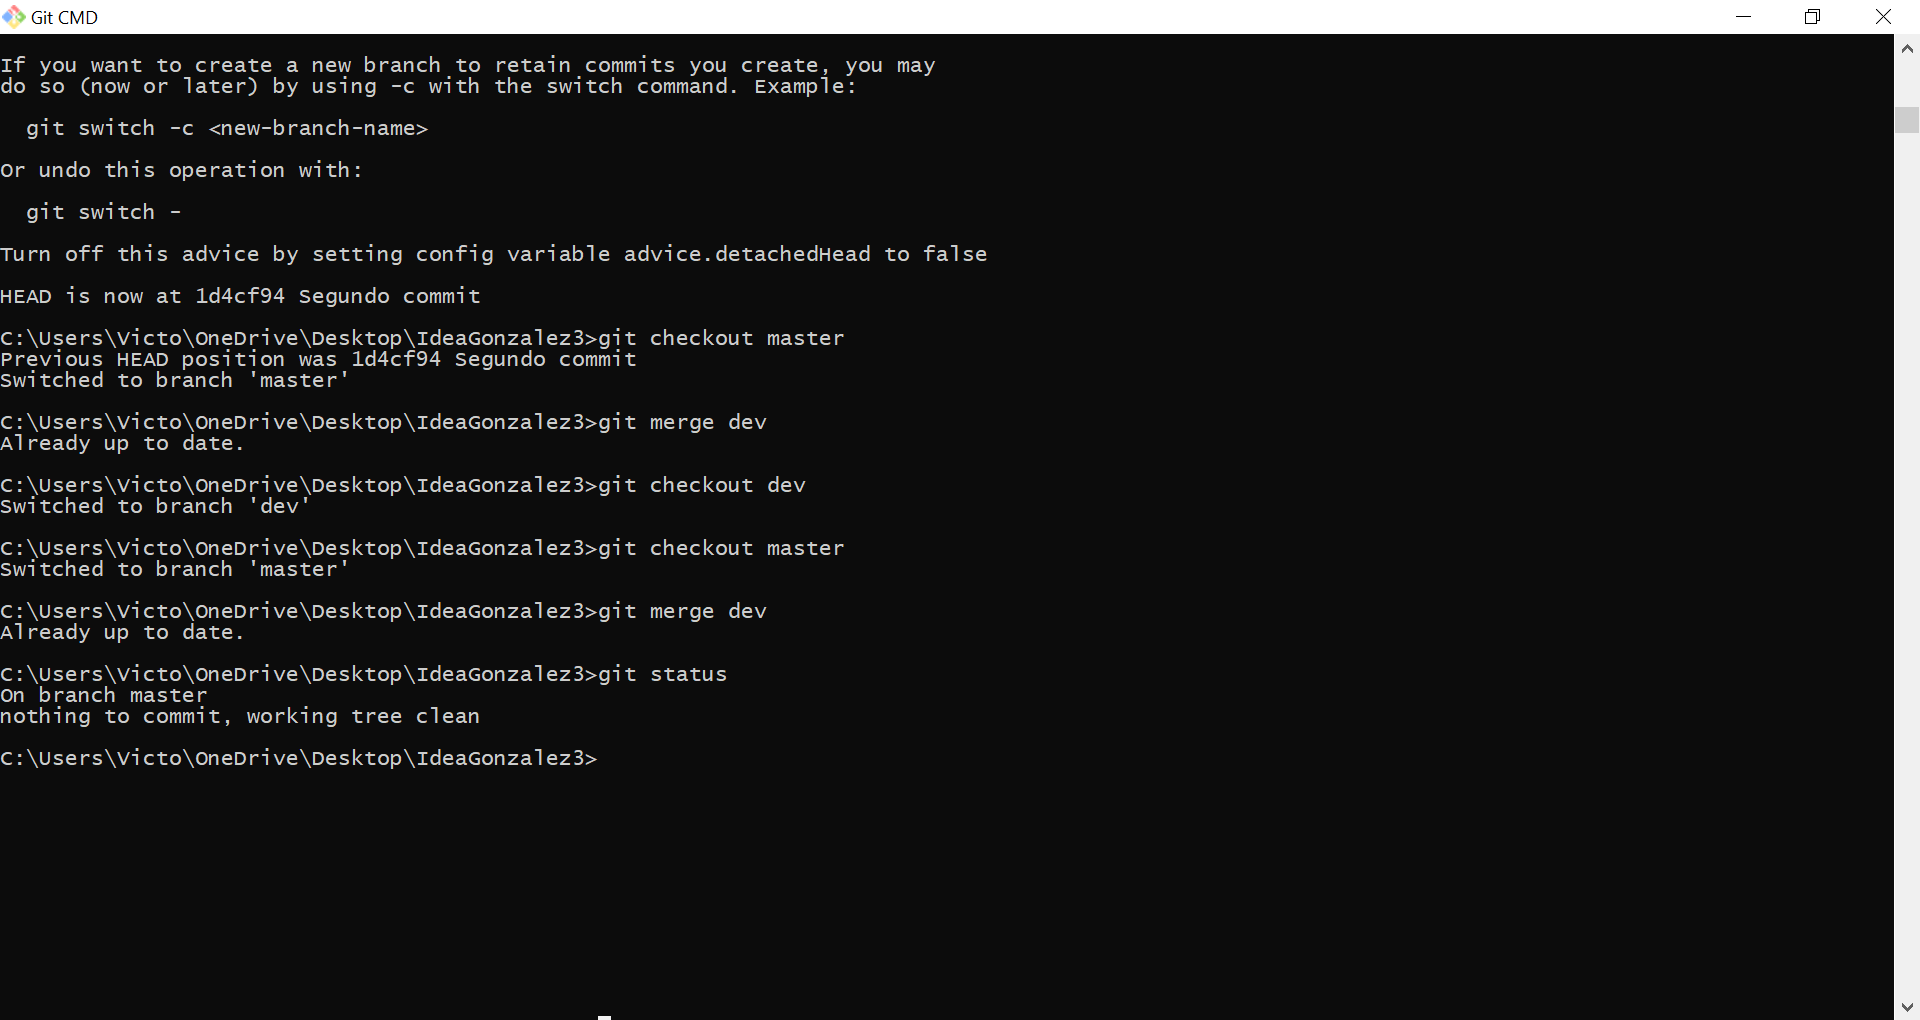 Git CMD
If you want to create a new branch to retain commits you create, you may
do so (now or later) by using -c with the switch command. Example:
  git switch -c <new-branch-name>
Or undo this operation with:
  git switch -
Turn off this advice by setting config variable advice.detachedHead to false
HEAD is now at 1d4cf94 Segundo commit
C:\Users\Victo\OneDrive\Desktop\IdeaGonzalez3>git checkout master
Previous HEAD position was 1d4cf94 Segundo commit
Switched to branch 'master'
C:\Users\Victo\OneDrive\Desktop\IdeaGonzalez3>git merge dev
Already up to date.
C:\Users\Victo\OneDrive\Desktop\IdeaGonzalez3>git checkout dev
Switched to branch 'dev'
C:\Users\Victo\OneDrive\Desktop\IdeaGonzalez3>git checkout master
Switched to branch 'master'
C:\Users\Victo\OneDrive\Desktop\IdeaGonzalez3>git merge dev
Already up to date.
C:\Users\Victo\OneDrive\Desktop\IdeaGonzalez3>git status
On branch master
nothing to commit, working tree clean
C:\Users\Victo\OneDrive\Desktop\IdeaGonzalez3>